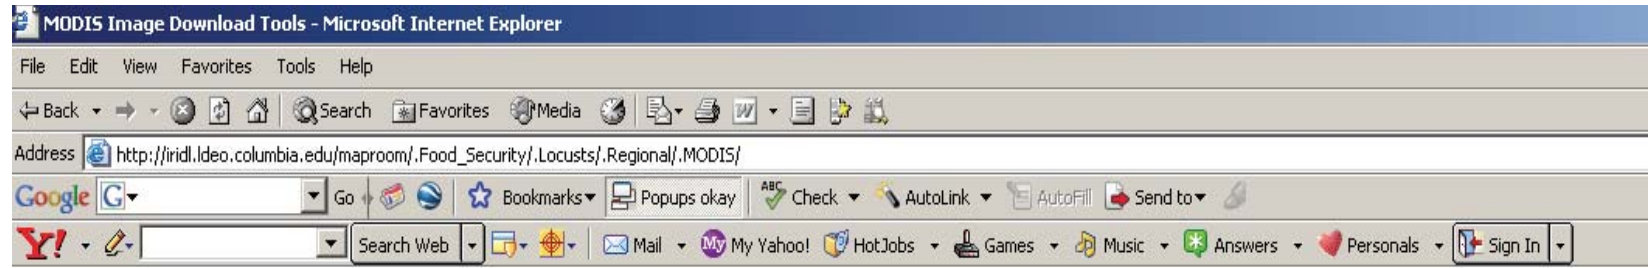 MODIS Image Download Tools - Microsoft Internet Explorer
File Edit View Favorites Tools Help
Back Search Favorites Media W
Address http://iridl.ldeo.columbia.edu/maproom/.Food_Security/.Locusts/.Regional/.MODIS/
Google G Go Bookmarks Popups okay ABC Check AutoLink AutoFill Send to
Y! Search Web Mail My My Yahoo! HotJobs Games Music Answers Personals Sign In